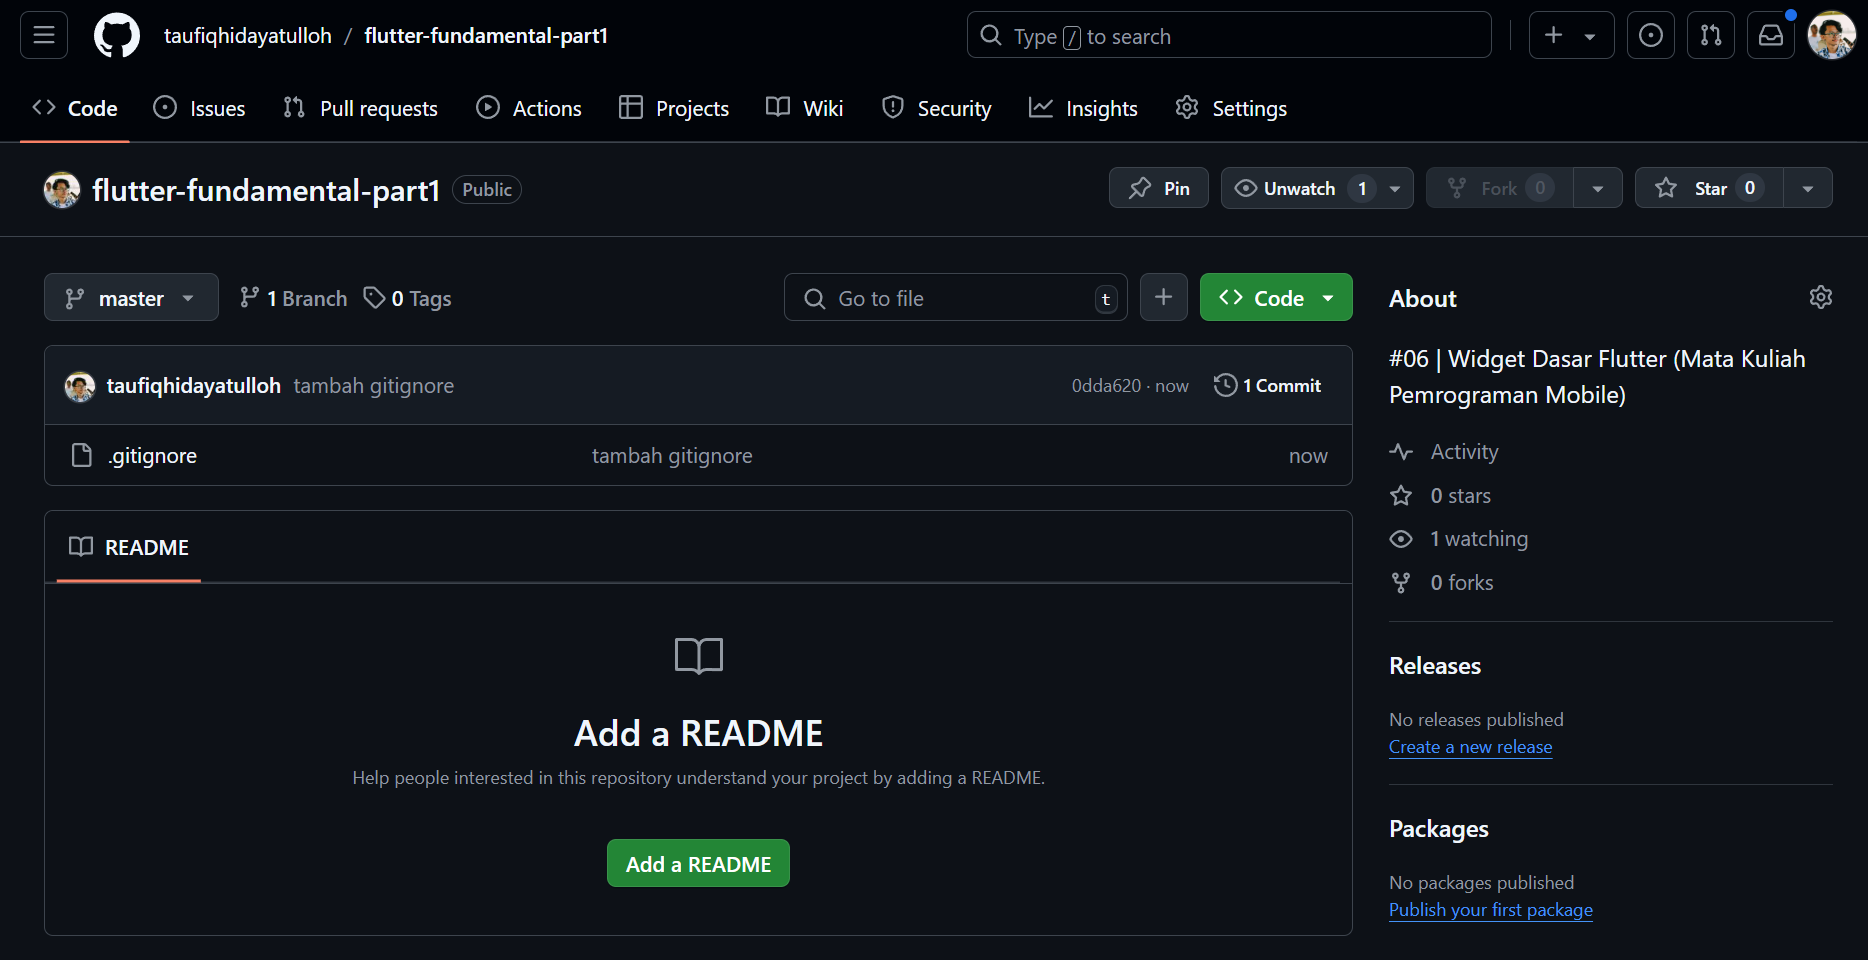 taufiqhidayatulloh / flutter-fundamental-part1
Type / to search
Code Issues Pull requests Actions Projects Wiki Security Insights Settings
flutter-fundamental-part1 Public
Pin Unwatch 1 Fork 0 Star 0
master 1 Branch 0 Tags
Go to file t
Code
taufiqhidayatulloh tambah gitignore 0dda620 · now 1 Commit
.gitignore tambah gitignore now
README
Add a README
Help people interested in this repository understand your project by adding a README.
Add a README
About
#06 | Widget Dasar Flutter (Mata Kuliah
Pemrograman Mobile)
Activity
0 stars
1 watching
0 forks
Releases
No releases published
Create a new release
Packages
No packages published
Publish your first package